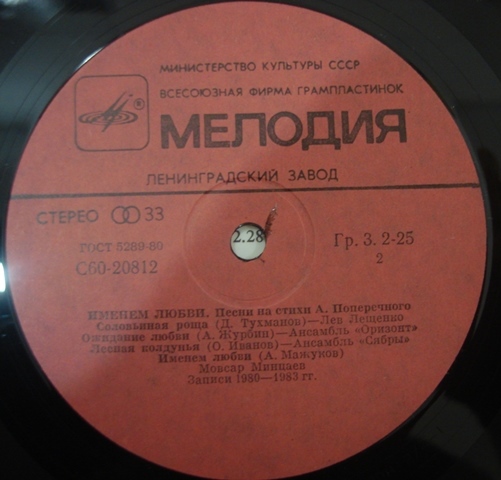 МИНИСТЕРСТВО КУЛЬТУРЫ СССР
ВСЕСОЮЗНАЯ ФИРМА ГРАМПЛАСТИНОК
®
МЕЛОДИЯ
ЛЕНИНГРАДСКИЙ ЗАВОД
СТЕРЕО 33
2.28
Гр. 3. 2-25
ГОСТ 5289-80
С60-20812
2
ИМЕНЕМ ЛЮБВИ. Песни на стихи А. Поперечного
Соловьиная роща (Д. Тухманов)—Лев Лещенко
Ожидание любви (А. Журбин)—Ансамбль «Оризонт»
Лесная колдунья (О. Иванов)—Ансамбль «Сябры»
Именем любви (А. Мажуков)
Мовсар Минцаев
Записи 1980—1983 гг.